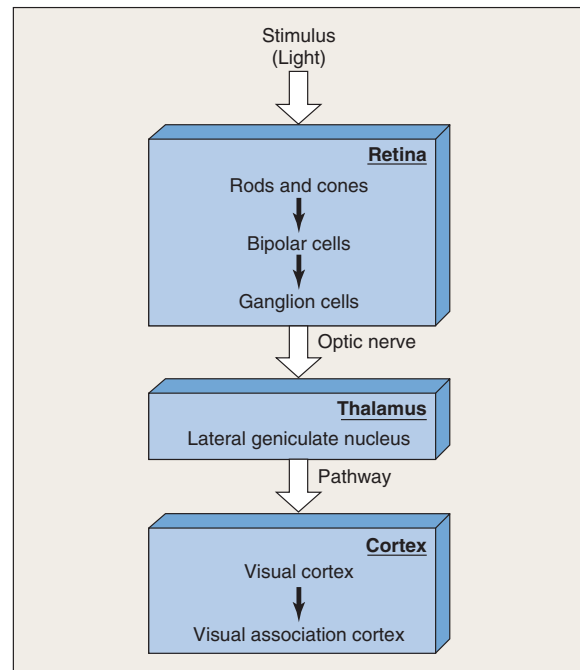 Stimulus
(Light)
Retina
Rods and cones
Bipolar cells
Ganglion cells
Optic nerve
Thalamus
Lateral geniculate nucleus
Pathway
Cortex
Visual cortex
Visual association cortex